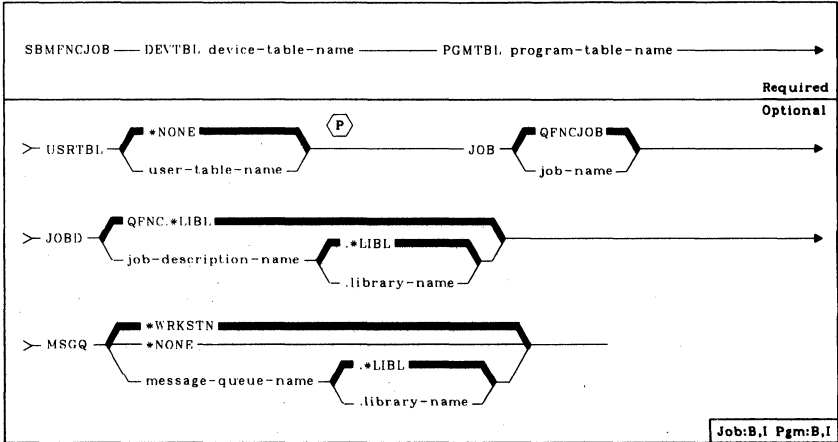 SBMFNCJOB DEVTBL device-table-name PGMTBL program-table-name
Required
Optional
*NONE P QFNCJOB
USRTBL JOB
user-table-name job-name
QFNC.*LIBL
JOBD .*LIBL
job-description-name
.library-name
*WRKSTN
MSGQ *NONE
.*LIBL
message-queue-name
.library-name
Job:B,I Pgm:B,I